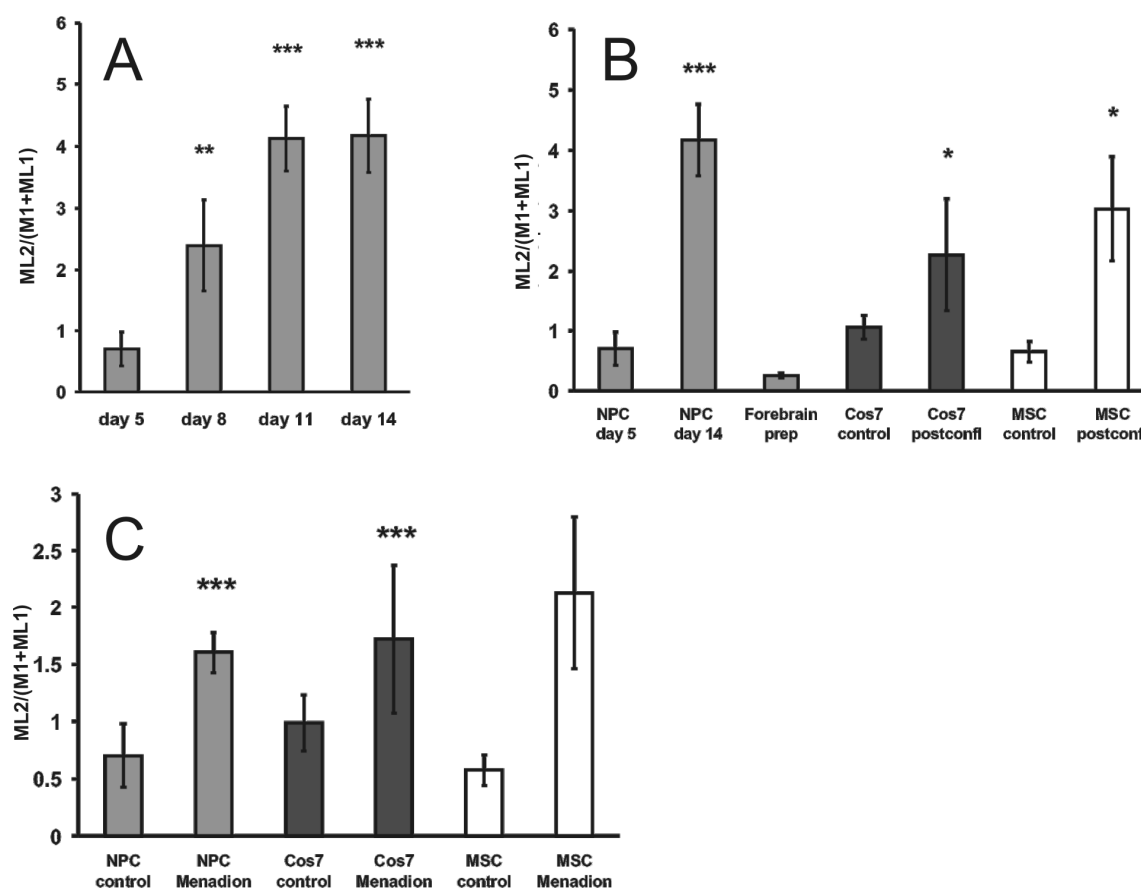 A
ML2/(M1+ML1)
6
5
4
3
2
1
0
**
***
***
day 5 day 8 day 11 day 14
B
ML2/(M1+ML1)
6
5
4
3
2
1
0
***
*
*
NPC NPC Forebrain Cos7 Cos7 MSC MSC
day 5 day 14 prep control postconfl control postconfl
C
ML2/(M1+ML1)
3
2.5
2
1.5
1
0.5
0
***
***
NPC NPC Cos7 Cos7 MSC MSC
control Menadion control Menadion control Menadion